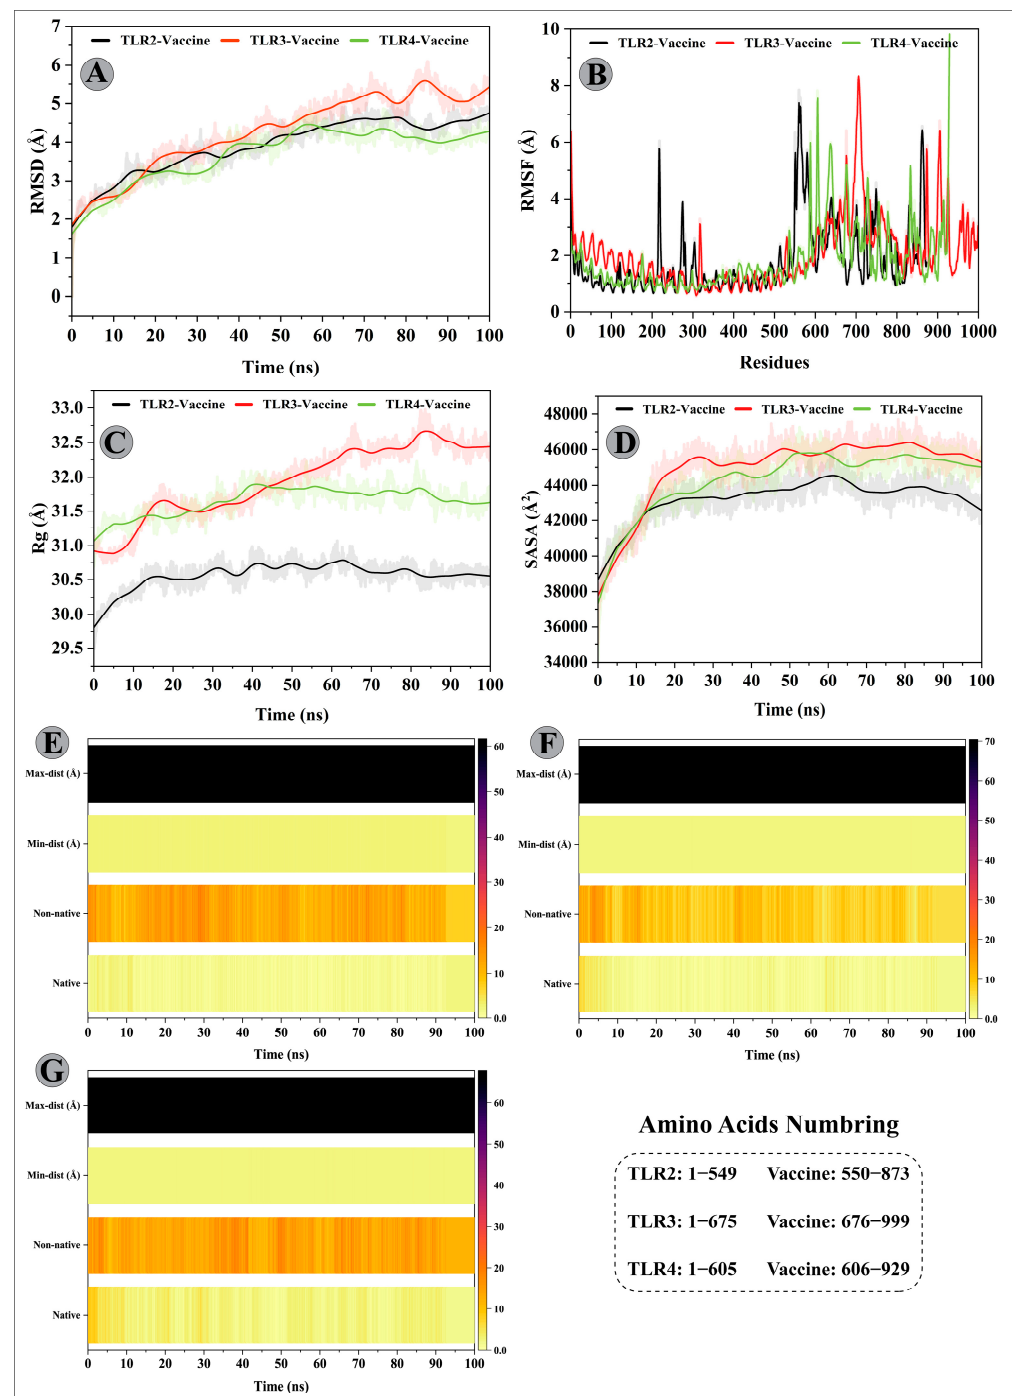 TLR2-Vaccine TLR3-Vaccine TLR4-Vaccine
A
RMSD (Å)
7
6
5
4
3
2
1
0
0 10 20 30 40 50 60 70 80 90 100
Time (ns)
TLR2-Vaccine TLR3-Vaccine TLR4-Vaccine
B
RMSF (Å)
10
8
6
4
2
0
0 100 200 300 400 500 600 700 800 900 1000
Residues
TLR2-Vaccine TLR3-Vaccine TLR4-Vaccine
C
Rg (Å)
33.0
32.5
32.0
31.5
31.0
30.5
30.0
29.5
0 10 20 30 40 50 60 70 80 90 100
Time (ns)
TLR2-Vaccine TLR3-Vaccine TLR4-Vaccine
D
SASA (Å²)
48000
46000
44000
42000
40000
38000
36000
34000
0 10 20 30 40 50 60 70 80 90 100
Time (ns)
E
Max-dist (Å)
Min-dist (Å)
Non-native
Native
0 10 20 30 40 50 60 70 80 90 100
Time (ns)
60
50
40
30
20
10
0.0
F
Max-dist (Å)
Min-dist (Å)
Non-native
Native
0 10 20 30 40 50 60 70 80 90 100
Time (ns)
70
60
50
40
30
20
10
0.0
G
Max-dist (Å)
Min-dist (Å)
Non-native
Native
0 10 20 30 40 50 60 70 80 90 100
Time (ns)
60
50
40
30
20
10
0.0
Amino Acids Numbring
TLR2: 1−549 Vaccine: 550−873
TLR3: 1−675 Vaccine: 676−999
TLR4: 1−605 Vaccine: 606−929